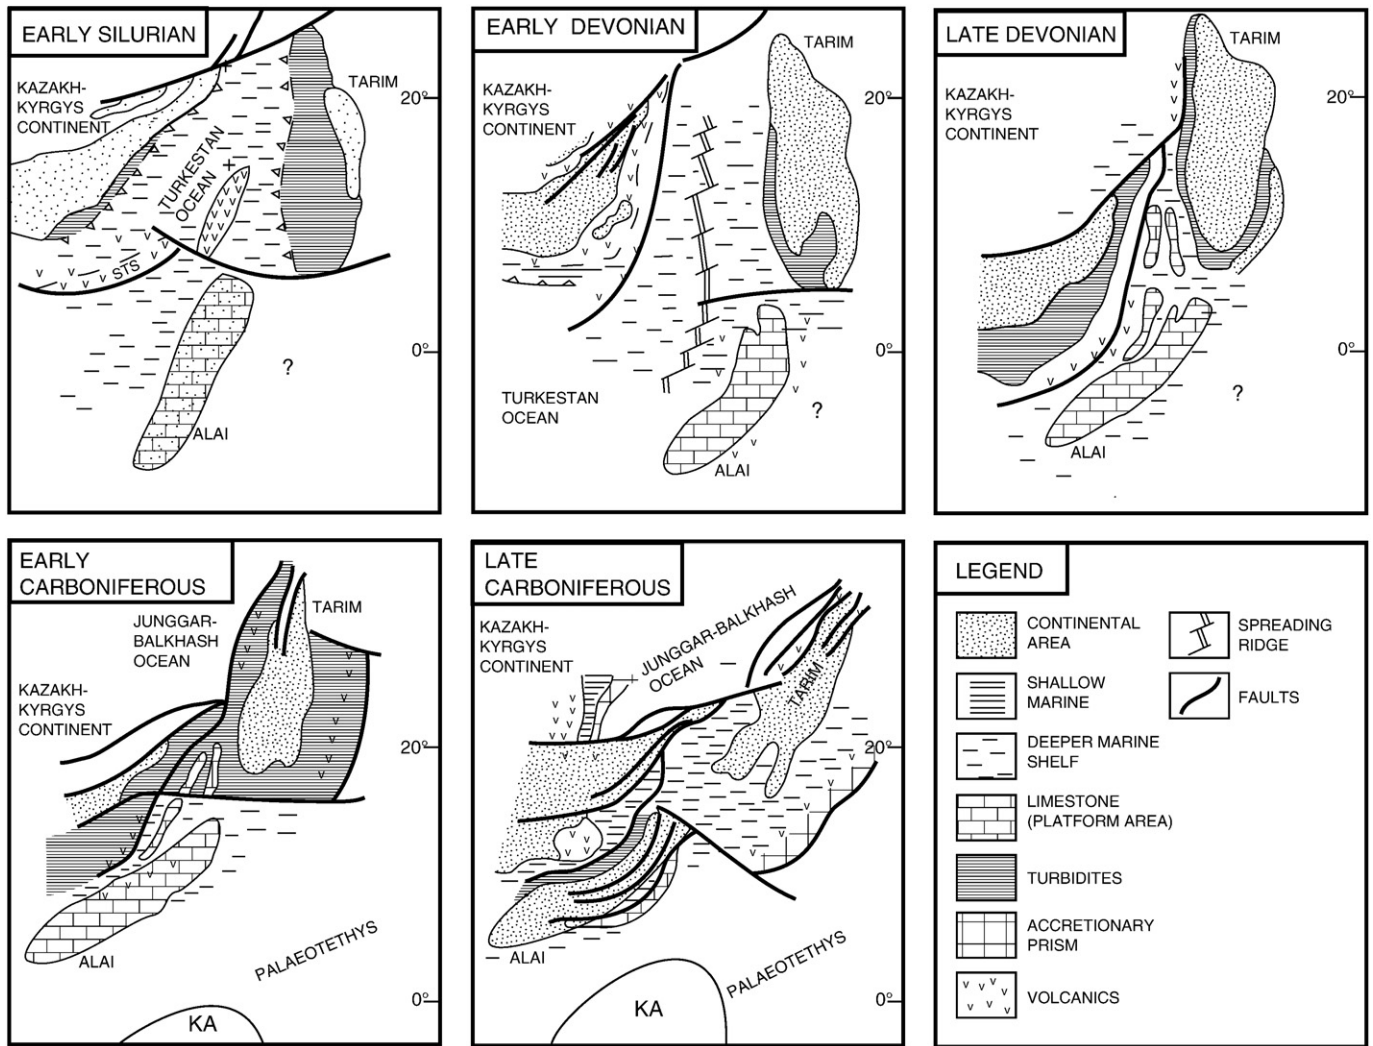 EARLY SILURIAN
KAZAKH-
KYRGYS
CONTINENT
TARIM
20°
TURKESTAN
OCEAN
STS
0°
?
ALAI
EARLY DEVONIAN
TARIM
KAZAKH-
KYRGYS
CONTINENT
20°
0°
TURKESTAN
OCEAN
?
ALAI
LATE DEVONIAN
TARIM
KAZAKH-
KYRGYS
CONTINENT
20°
0°
?
ALAI
EARLY
CARBONIFEROUS
TARIM
JUNGGAR-
BALKHASH
OCEAN
KAZAKH-
KYRGYS
CONTINENT
20°
ALAI
PALAEOTETHYS
0°
KA
LATE
CARBONIFEROUS
KAZAKH-
KYRGYS
CONTINENT
JUNGGAR-BALKHASH
OCEAN
TARIM
20°
ALAI
PALAEOTETHYS
0°
KA
LEGEND
CONTINENTAL
AREA
SPREADING
RIDGE
SHALLOW
MARINE
FAULTS
DEEPER MARINE
SHELF
LIMESTONE
(PLATFORM AREA)
TURBIDITES
ACCRETIONARY
PRISM
VOLCANICS